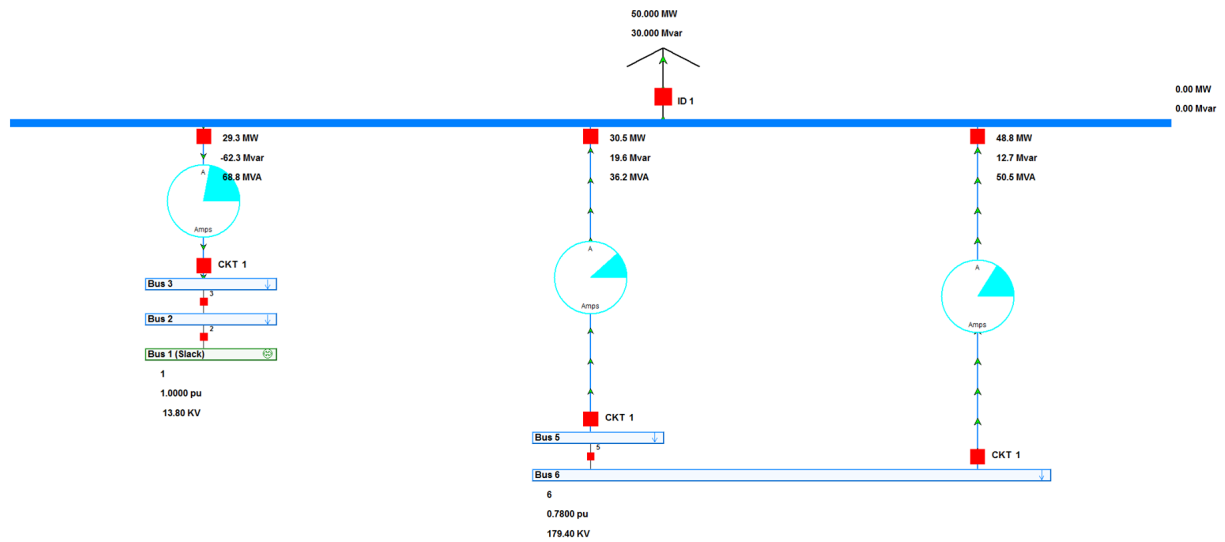 50.000 MW
30.000 Mvar
ID 1
0.00 MW
0.00 Mvar
29.3 MW
-62.3 Mvar
68.8 MVA
A
Amps
CKT 1
Bus 3
3
Bus 2
2
Bus 1 (Slack)
1
1.0000 pu
13.80 KV
30.5 MW
19.6 Mvar
36.2 MVA
A
Amps
CKT 1
Bus 5
5
Bus 6
6
0.7800 pu
179.40 KV
48.8 MW
12.7 Mvar
50.5 MVA
A
Amps
CKT 1